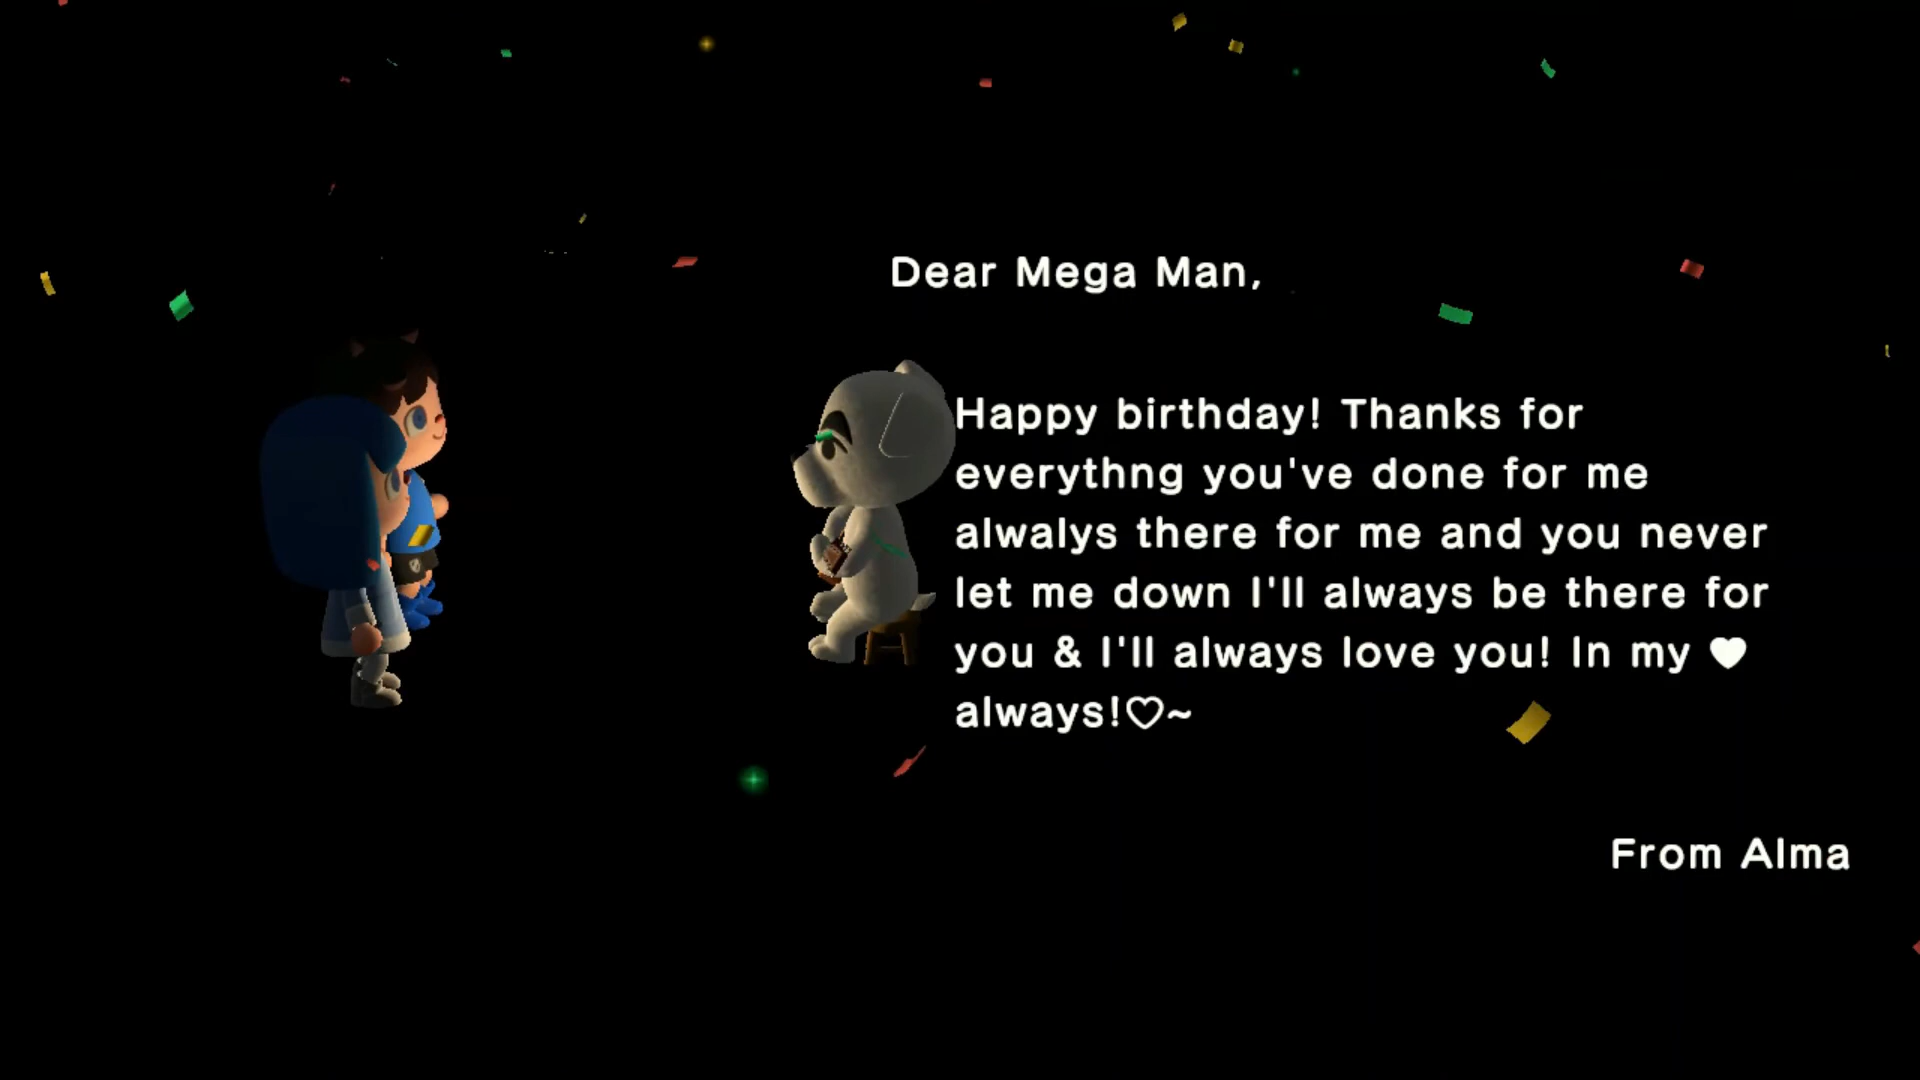 Dear Mega Man,
Happy birthday! Thanks for
everythng you've done for me
alwalys there for me and you never
let me down I'll always be there for
you & I'll always love you! In my ♥
always!♡~
From Alma